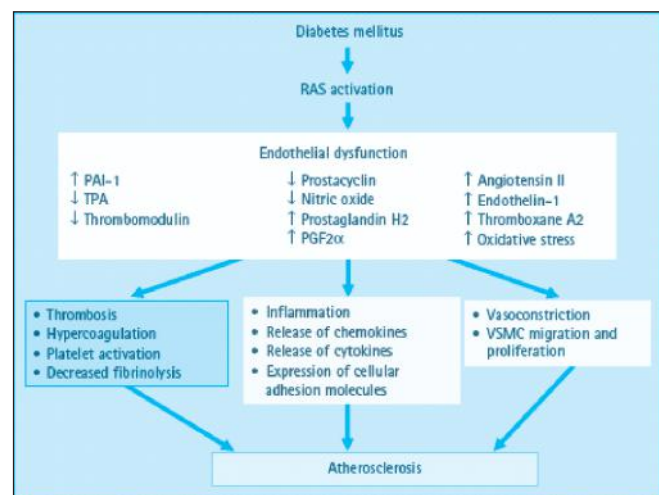 Diabetes mellitus
RAS activation
Endothelial dysfunction
↑ PAI-1
↓ TPA
↓ Thrombomodulin
↓ Prostacyclin
↓ Nitric oxide
↑ Prostaglandin H2
↑ PGF2α
↑ Angiotensin II
↑ Endothelin-1
↑ Thromboxane A2
↑ Oxidative stress
• Thrombosis
• Hypercoagulation
• Platelet activation
• Decreased fibrinolysis
• Inflammation
• Release of chemokines
• Release of cytokines
• Expression of cellular
adhesion molecules
• Vasoconstriction
• VSMC migration and
proliferation
Atherosclerosis